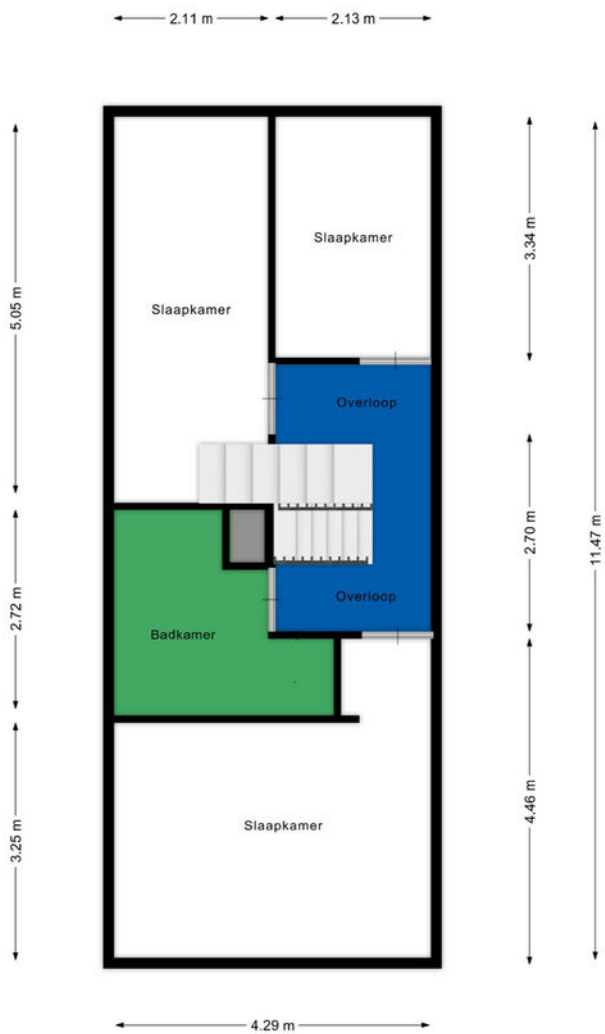 2.11 m
2.13 m
Slaapkamer
3.34 m
5.05 m
Slaapkamer
Overloop
2.70 m
11.47 m
2.72 m
Overloop
Badkamer
4.46 m
3.25 m
Slaapkamer
4.29 m